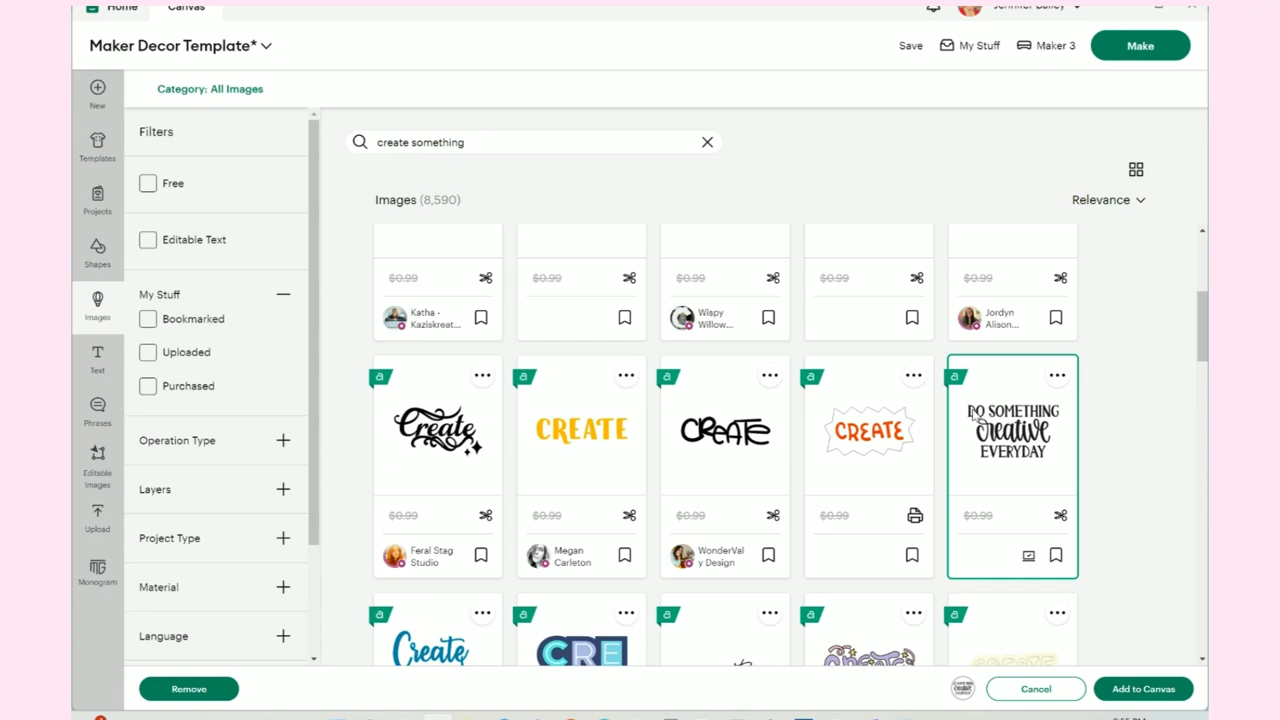 Home
Canvas
Maker Decor Template*
Save
My Stuff
Maker 3
Make
New
Templates
Projects
Shapes
Images
Text
Phrases
Editable
Images
Upload
Monogram
Category: All Images
Filters
Free
Editable Text
My Stuff
Bookmarked
Uploaded
Purchased
Operation Type
Layers
Project Type
Material
Language
create something
Images (8,590)
Relevance
$0.99
$0.99
$0.99
$0.99
$0.99
Katha -
Kaziskreat...
Wispy
Willow...
Jordyn
Alison...
a
Create
a
CREATE
a
CREATE
a
CREATE
a
DO SOMETHING
creative
EVERYDAY
$0.99
$0.99
$0.99
$0.99
$0.99
Feral Stag
Studio
Megan
Carleton
WonderVal
y Design
a
Create
a
CRE
a
a
a
Remove
Cancel
Add to Canvas